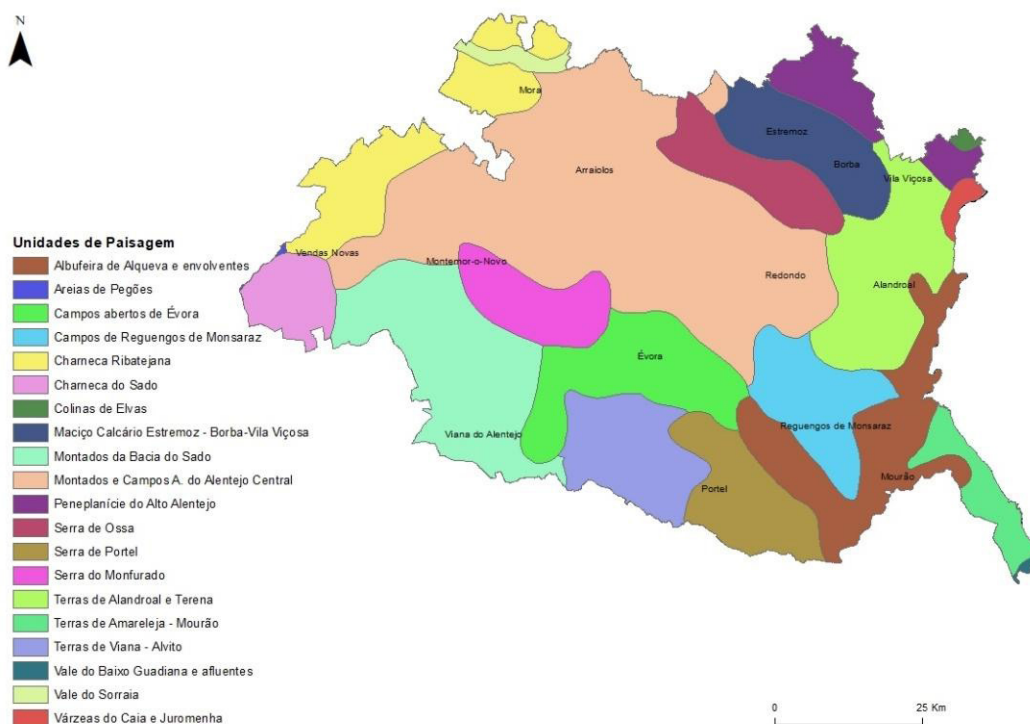 N
Mora
Estremoz
Borba
Vila Viçosa
Arraiolos
Vendas Novas
Montemor-o-Novo
Redondo
Alandroal
Évora
Viana do Alentejo
Reguengos de Monsaraz
Mourão
Portel
Unidades de Paisagem
Albufeira de Alqueva e envolventes
Areias de Pegões
Campos abertos de Évora
Campos de Reguengos de Monsaraz
Charneca Ribatejana
Charneca do Sado
Colinas de Elvas
Maciço Calcário Estremoz - Borba-Vila Viçosa
Montados da Bacia do Sado
Montados e Campos A. do Alentejo Central
Peneplanície do Alto Alentejo
Serra de Ossa
Serra de Portel
Serra do Monfurado
Terras de Alandroal e Terena
Terras de Amareleja - Mourão
Terras de Viana - Alvito
Vale do Baixo Guadiana e afluentes
Vale do Sorraia
Várzeas do Caia e Juromenha
0 25 Km